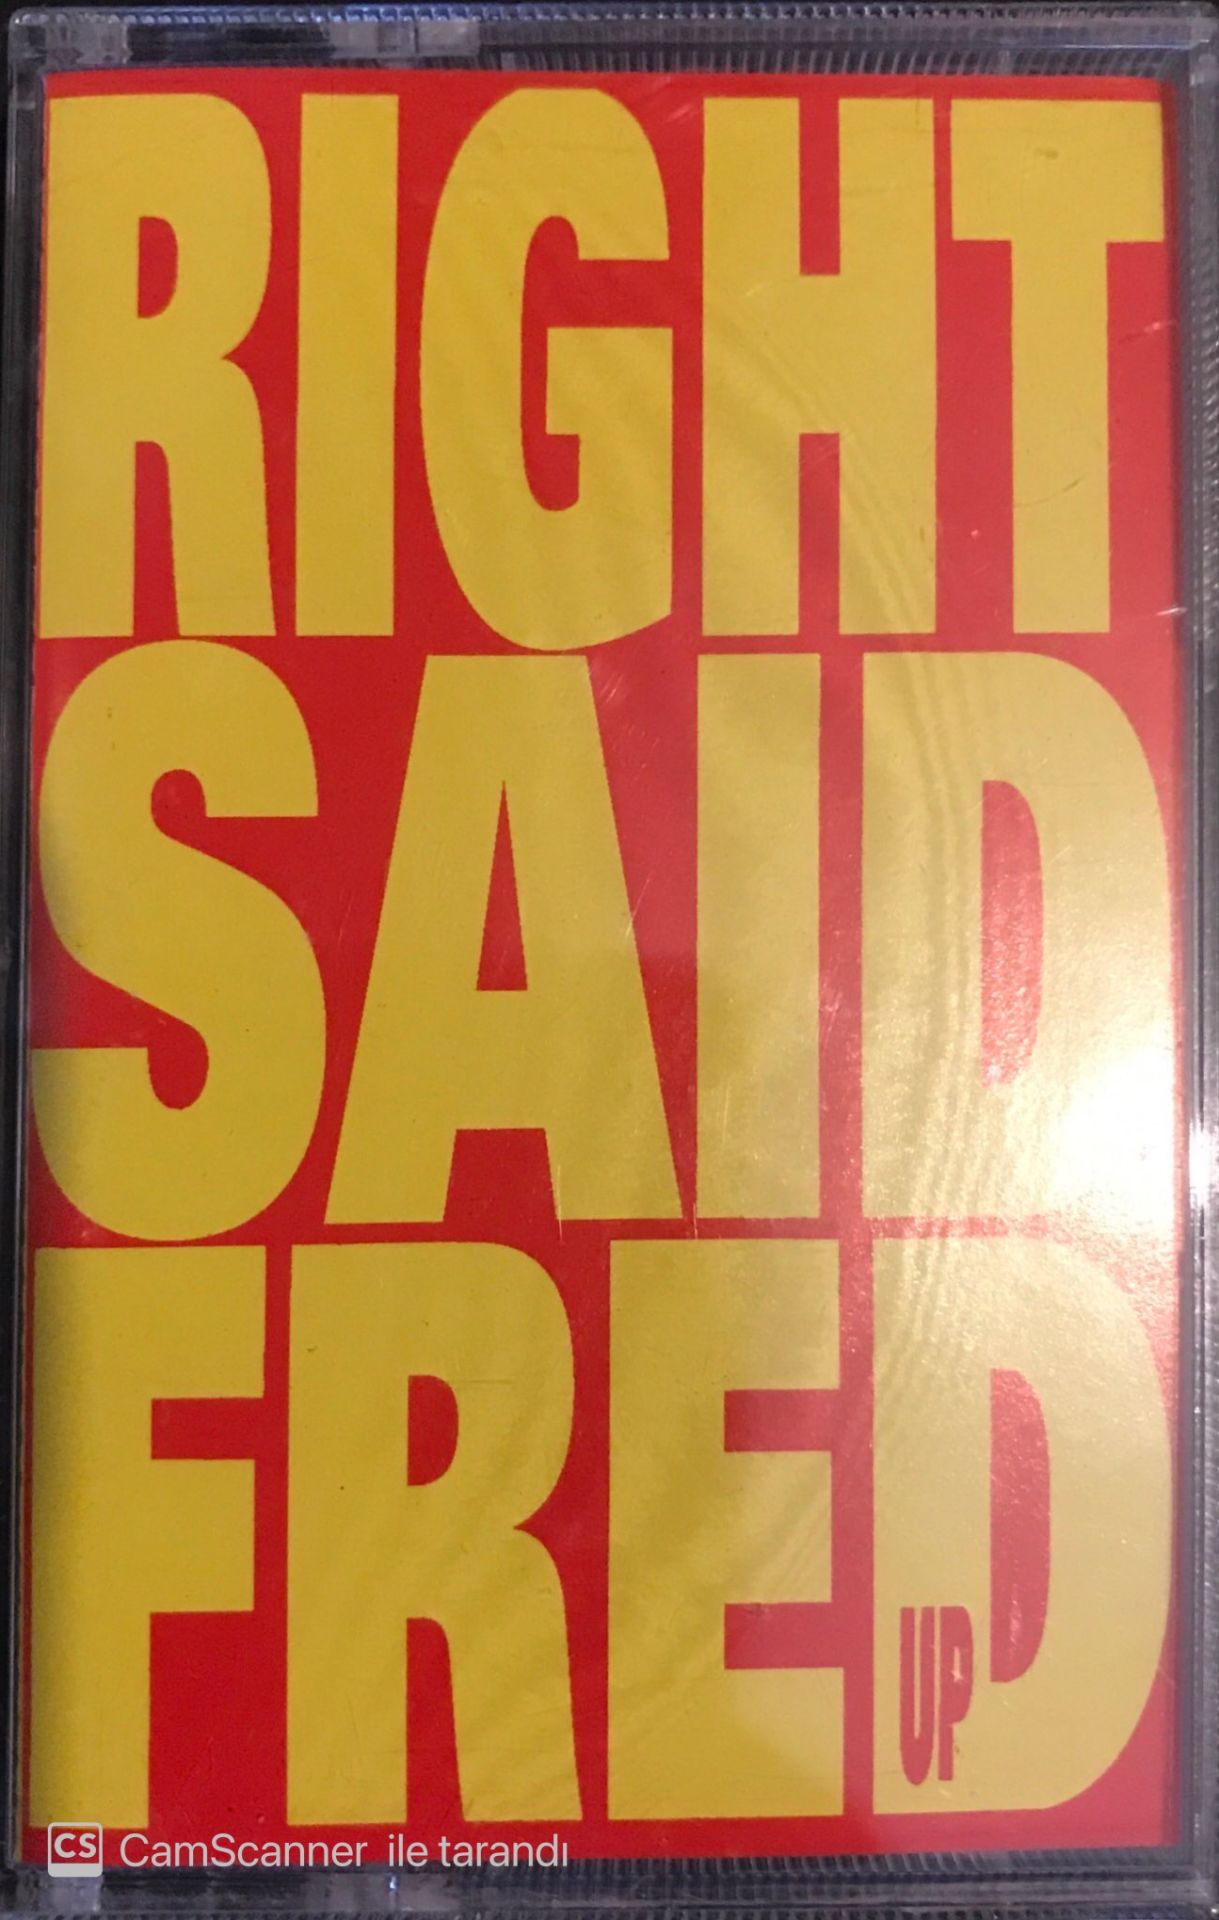 RIGHT
SAID
FRED
UP
CS CamScanner ile tarandı